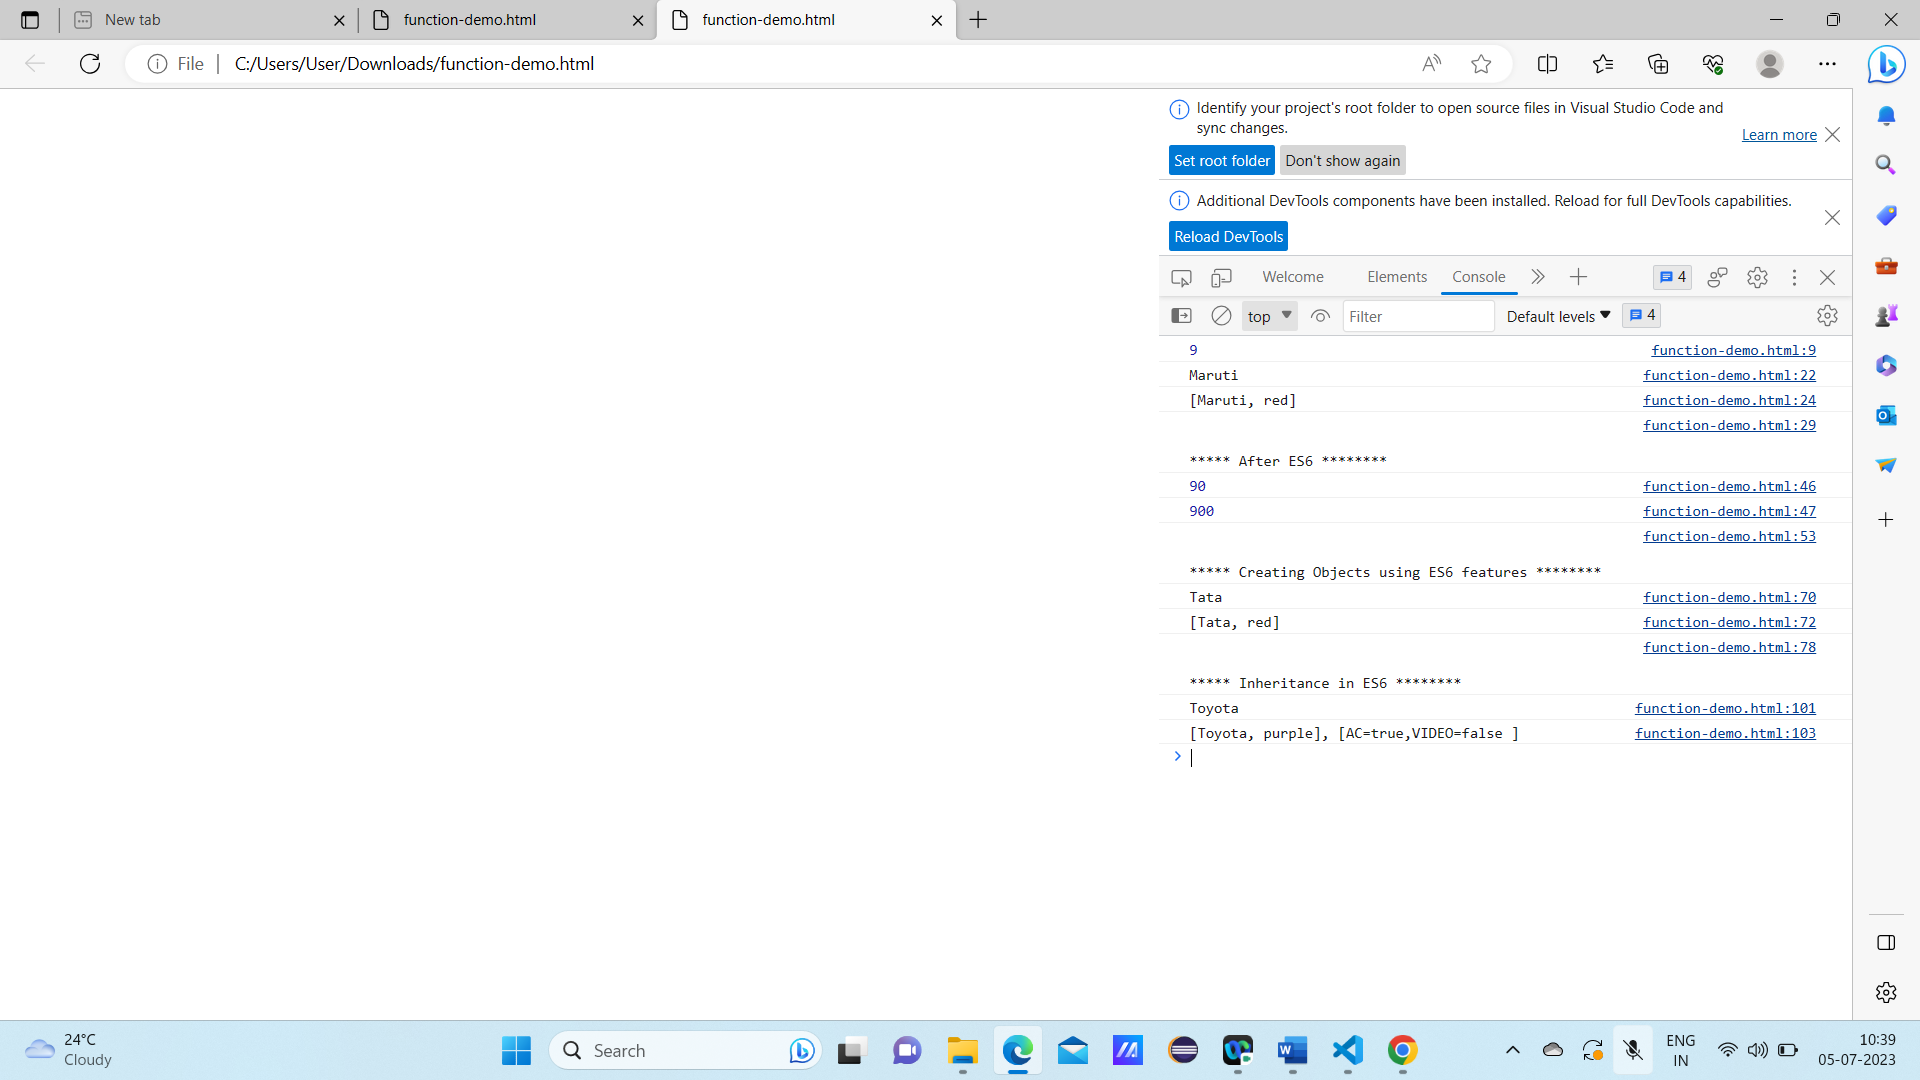 New tab
function-demo.html
function-demo.html
File
C:/Users/User/Downloads/function-demo.html
Identify your project's root folder to open source files in Visual Studio Code and
sync changes.
Learn more
Set root folder
Don't show again
Additional DevTools components have been installed. Reload for full DevTools capabilities.
Reload DevTools
Welcome
Elements
Console
4
top
Filter
Default levels
4
9 function-demo.html:9
Maruti function-demo.html:22
[Maruti, red] function-demo.html:24
function-demo.html:29
***** After ES6 ********
90 function-demo.html:46
900 function-demo.html:47
function-demo.html:53
***** Creating Objects using ES6 features ********
Tata function-demo.html:70
[Tata, red] function-demo.html:72
function-demo.html:78
***** Inheritance in ES6 ********
Toyota function-demo.html:101
[Toyota, purple], [AC=true,VIDEO=false ] function-demo.html:103
24°C
Cloudy
Search
ENG
IN
10:39
05-07-2023